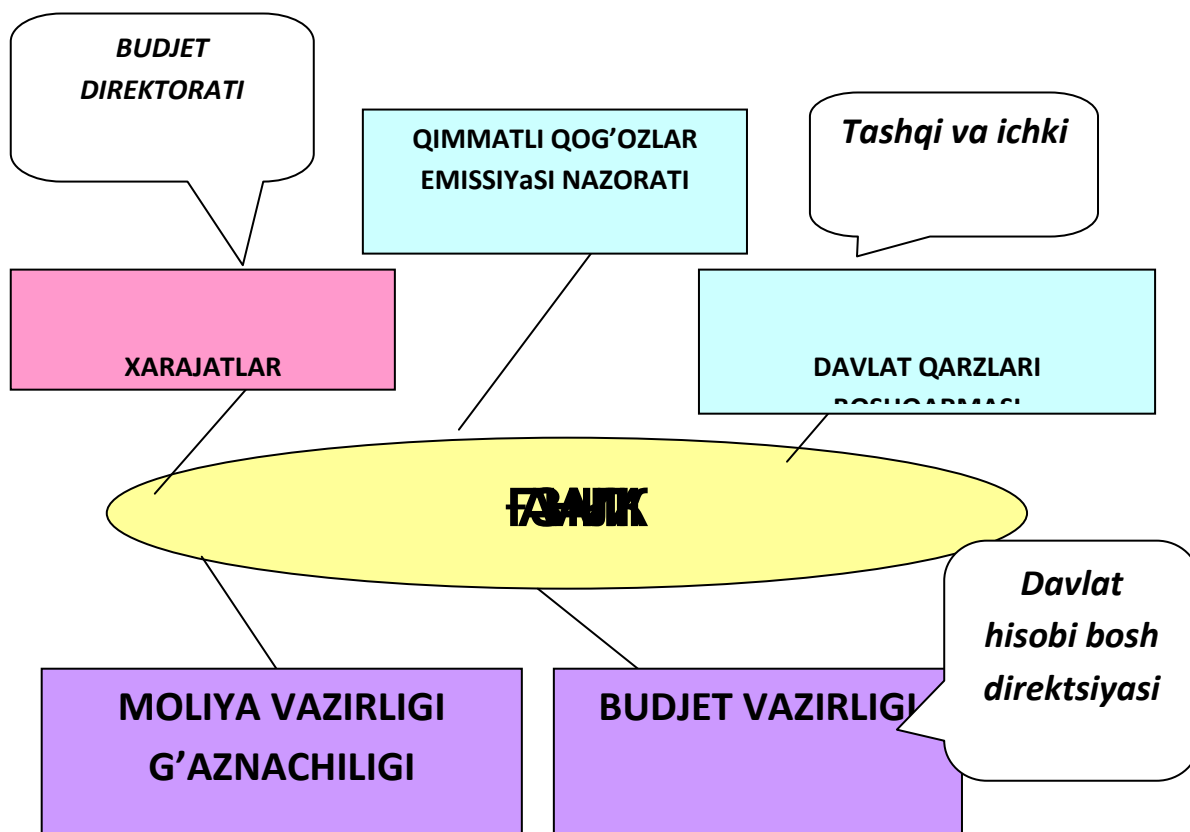 BUDJET
DIREKTORATI
QIMMATLI QOG’OZLAR
EMISSIYaSI NAZORATI
Tashqi va ichki
XARAJATLAR
DAVLAT QARZLARI
BOSHQARMASI
Davlat
hisobi bosh
direktsiyasi
MOLIYA VAZIRLIGI
G’AZNACHILIGI
BUDJET VAZIRLIGI